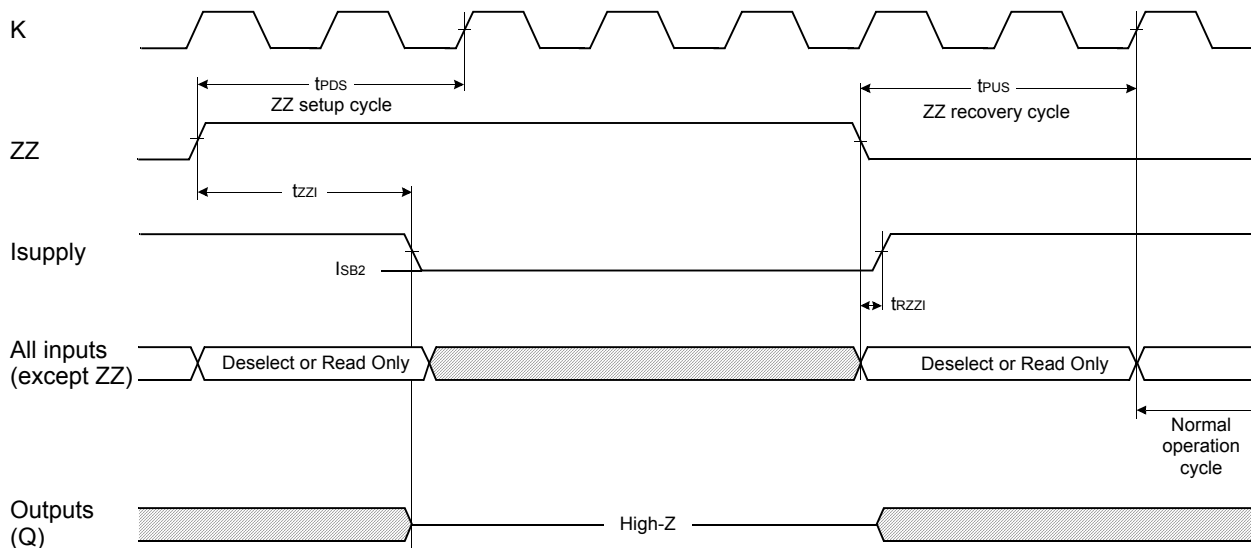 K
tPDS
ZZ setup cycle
tPUS
ZZ recovery cycle
ZZ
tZZI
Isupply
ISB2
tRZZI
All inputs
(except ZZ)
Deselect or Read Only
Deselect or Read Only
Normal
operation
cycle
Outputs
(Q)
High-Z